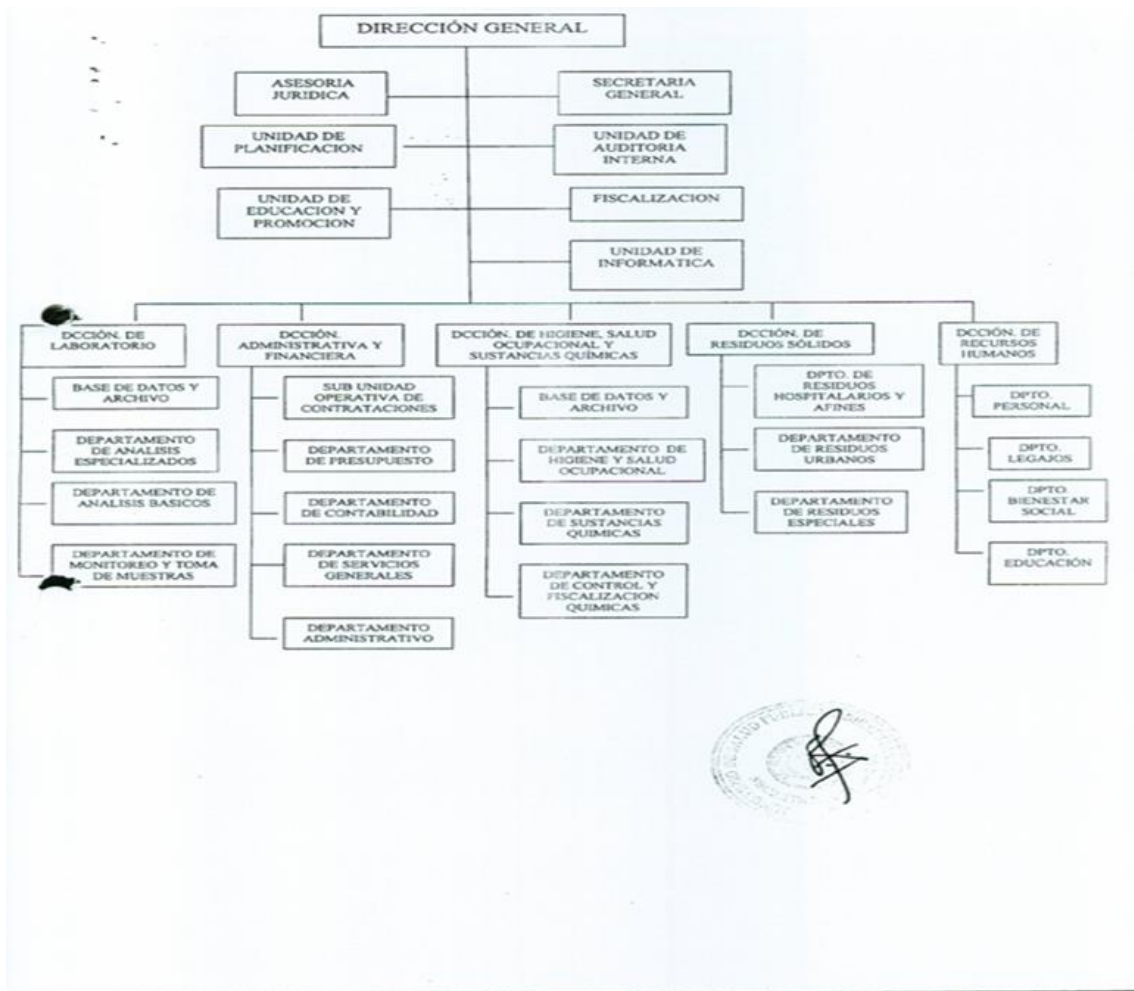 DIRECCIÓN GENERAL
ASESORIA
JURIDICA
SECRETARIA
GENERAL
UNIDAD DE
PLANIFICACION
UNIDAD DE
AUDITORIA
INTERNA
UNIDAD DE
EDUCACION Y
PROMOCION
FISCALIZACION
UNIDAD DE
INFORMATICA
DCCIÓN. DE
LABORATORIO
BASE DE DATOS Y
ARCHIVO
DEPARTAMENTO
DE ANALISIS
ESPECIALIZADOS
DEPARTAMENTO DE
ANALISIS BASICOS
DEPARTAMENTO DE
MONITOREO Y TOMA
DE MUESTRAS
DCCIÓN.
ADMINISTRATIVA Y
FINANCIERA
SUB UNIDAD
OPERATIVA DE
CONTRATACIONES
DEPARTAMENTO
DE PRESUPUESTO
DEPARTAMENTO
DE CONTABILIDAD
DEPARTAMENTO
DE SERVICIOS
GENERALES
DEPARTAMENTO
ADMINISTRATIVO
DCCIÓN. DE HIGIENE, SALUD
OCUPACIONAL Y
SUSTANCIAS QUÍMICAS
BASE DE DATOS Y
ARCHIVO
DEPARTAMENTO DE
HIGIENE Y SALUD
OCUPACIONAL
DEPARTAMENTO
DE SUSTANCIAS
QUIMICAS
DEPARTAMENTO
DE CONTROL Y
FISCALIZACION
QUIMICAS
DCCIÓN. DE
RESIDUOS SÓLIDOS
DPTO. DE
RESIDUOS
HOSPITALARIOS Y
AFINES
DEPARTAMENTO
DE RESIDUOS
URBANOS
DEPARTAMENTO
DE RESIDUOS
ESPECIALES
DCCIÓN. DE
RECURSOS
HUMANOS
DPTO.
PERSONAL
DPTO.
LEGAJOS
DPTO.
BIENESTAR
SOCIAL
DPTO.
EDUCACIÓN